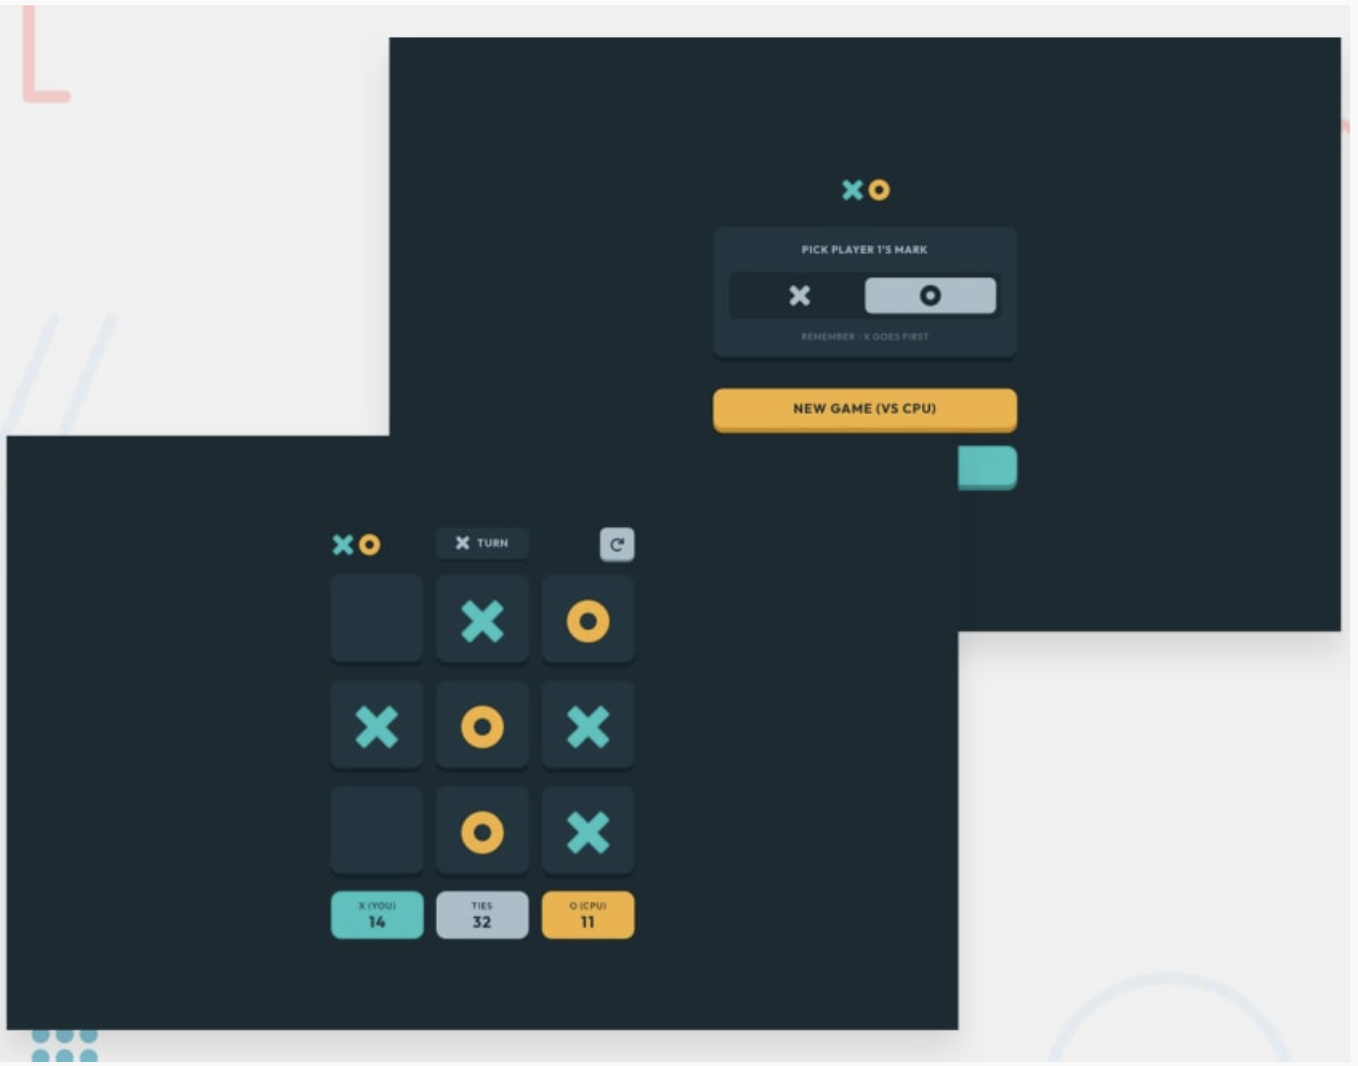 PICK PLAYER 1'S MARK
REMEMBER : X GOES FIRST
NEW GAME (VS CPU)
TURN
X (YOU)
14
TIES
32
O (CPU)
11